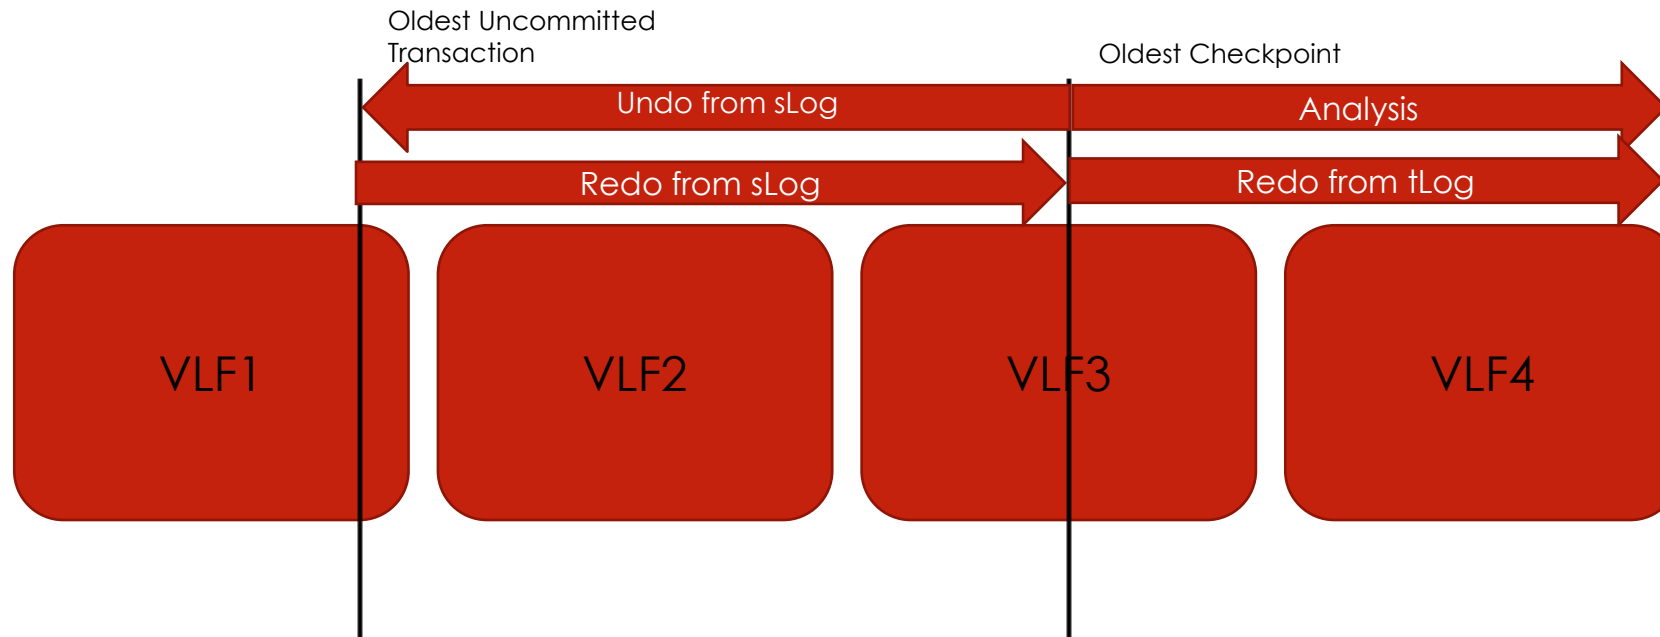 Oldest Uncommitted
Transaction
Oldest Checkpoint
Undo from sLog
Analysis
Redo from sLog
Redo from tLog
VLF1
VLF2
VLF3
VLF4